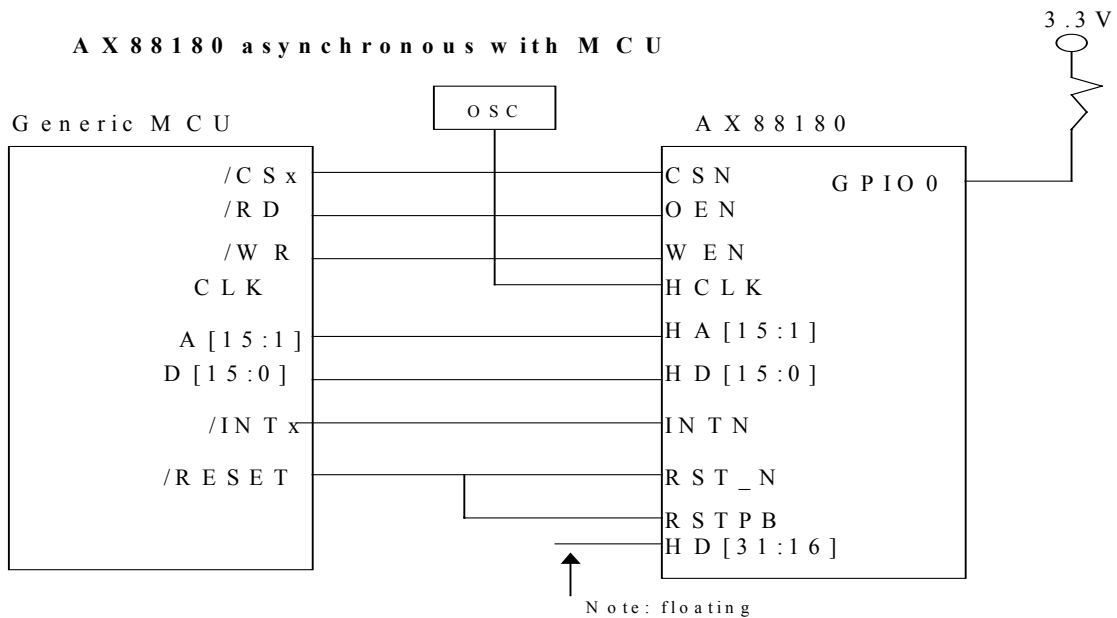 3.3V
AX88180 asynchronous with MCU
OSC
Generic MCU
AX88180
/CSx
/RD
/WR
CLK
A[15:1]
D[15:0]
/INTx
/RESET
CSN
OEN
WEN
HCLK
HA[15:1]
HD[15:0]
INTN
RST_N
RSTPB
HD[31:16]
GPIO0
Note: floating